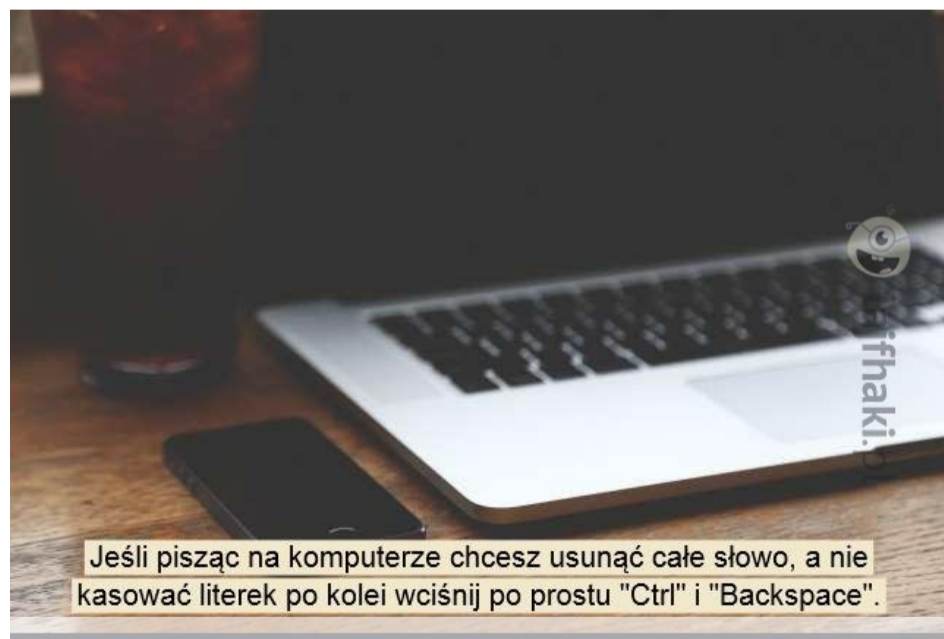 Jeśli pisząc na komputerze chcesz usunąć całe słowo, a nie
kasować literek po kolei wciśnij po prostu "Ctrl" i "Backspace".